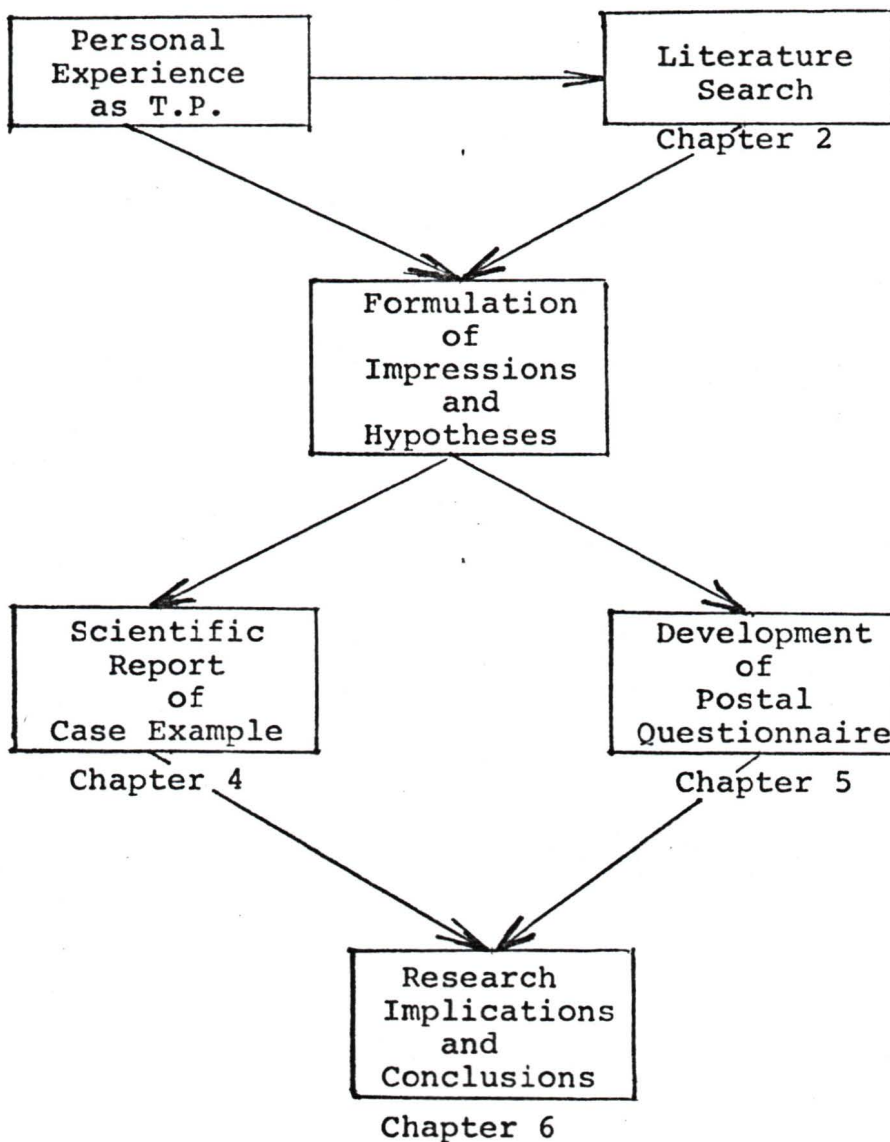 Personal
Experience
as T.P.
Literature
Search
Chapter 2
Formulation
of
Impressions
and
Hypotheses
Scientific
Report
of
Case Example
Chapter 4
Development
of
Postal
Questionnaire
Chapter 5
Research
Implications
and
Conclusions
Chapter 6